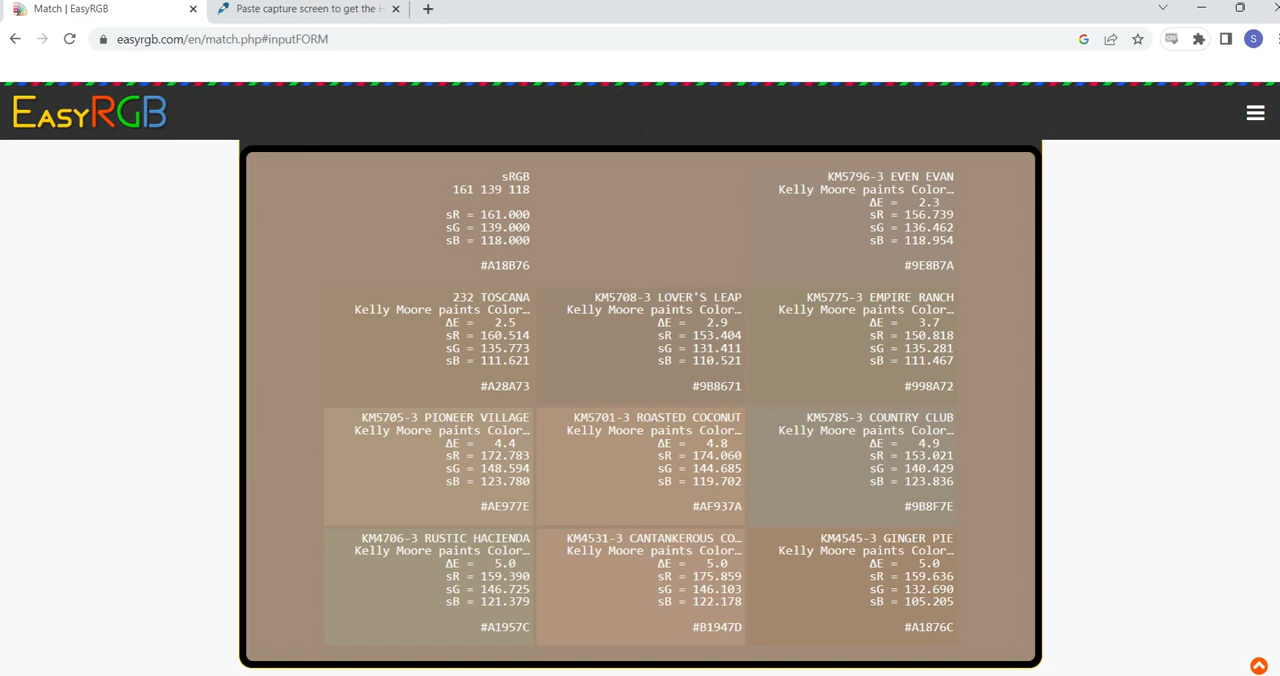 Match | EasyRGB
Paste capture screen to get the
easyrgb.com/en/match.php#inputFORM
S
EASYRGB
sRGB
161 139 118
sR = 161.000
sG = 139.000
sB = 118.000
#A18B76
KM5796-3 EVEN EVAN
Kelly Moore paints Color…
ΔE = 2.3
sR = 156.739
sG = 136.462
sB = 118.954
#9E8B7A
232 TOSCANA
Kelly Moore paints Color…
ΔE = 2.5
sR = 160.514
sG = 135.773
sB = 111.621
#A28A73
KM5708-3 LOVER'S LEAP
Kelly Moore paints Color…
ΔE = 2.9
sR = 153.404
sG = 131.411
sB = 110.521
#9B8671
KM5775-3 EMPIRE RANCH
Kelly Moore paints Color…
ΔE = 3.7
sR = 150.818
sG = 135.281
sB = 111.467
#998A72
KM5705-3 PIONEER VILLAGE
Kelly Moore paints Color…
ΔE = 4.4
sR = 172.783
sG = 148.594
sB = 123.780
#AE977E
KM5701-3 ROASTED COCONUT
Kelly Moore paints Color…
ΔE = 4.8
sR = 174.060
sG = 144.685
sB = 119.702
#AF937A
KM5785-3 COUNTRY CLUB
Kelly Moore paints Color…
ΔE = 4.9
sR = 153.021
sG = 140.429
sB = 123.836
#9B8F7E
KM4706-3 RUSTIC HACIENDA
Kelly Moore paints Color…
ΔE = 5.0
sR = 159.390
sG = 146.725
sB = 121.379
#A1957C
KM4531-3 CANTANKEROUS CO…
Kelly Moore paints Color…
ΔE = 5.0
sR = 175.859
sG = 146.103
sB = 122.178
#B1947D
KM4545-3 GINGER PIE
Kelly Moore paints Color…
ΔE = 5.0
sR = 159.636
sG = 132.690
sB = 105.205
#A1876C